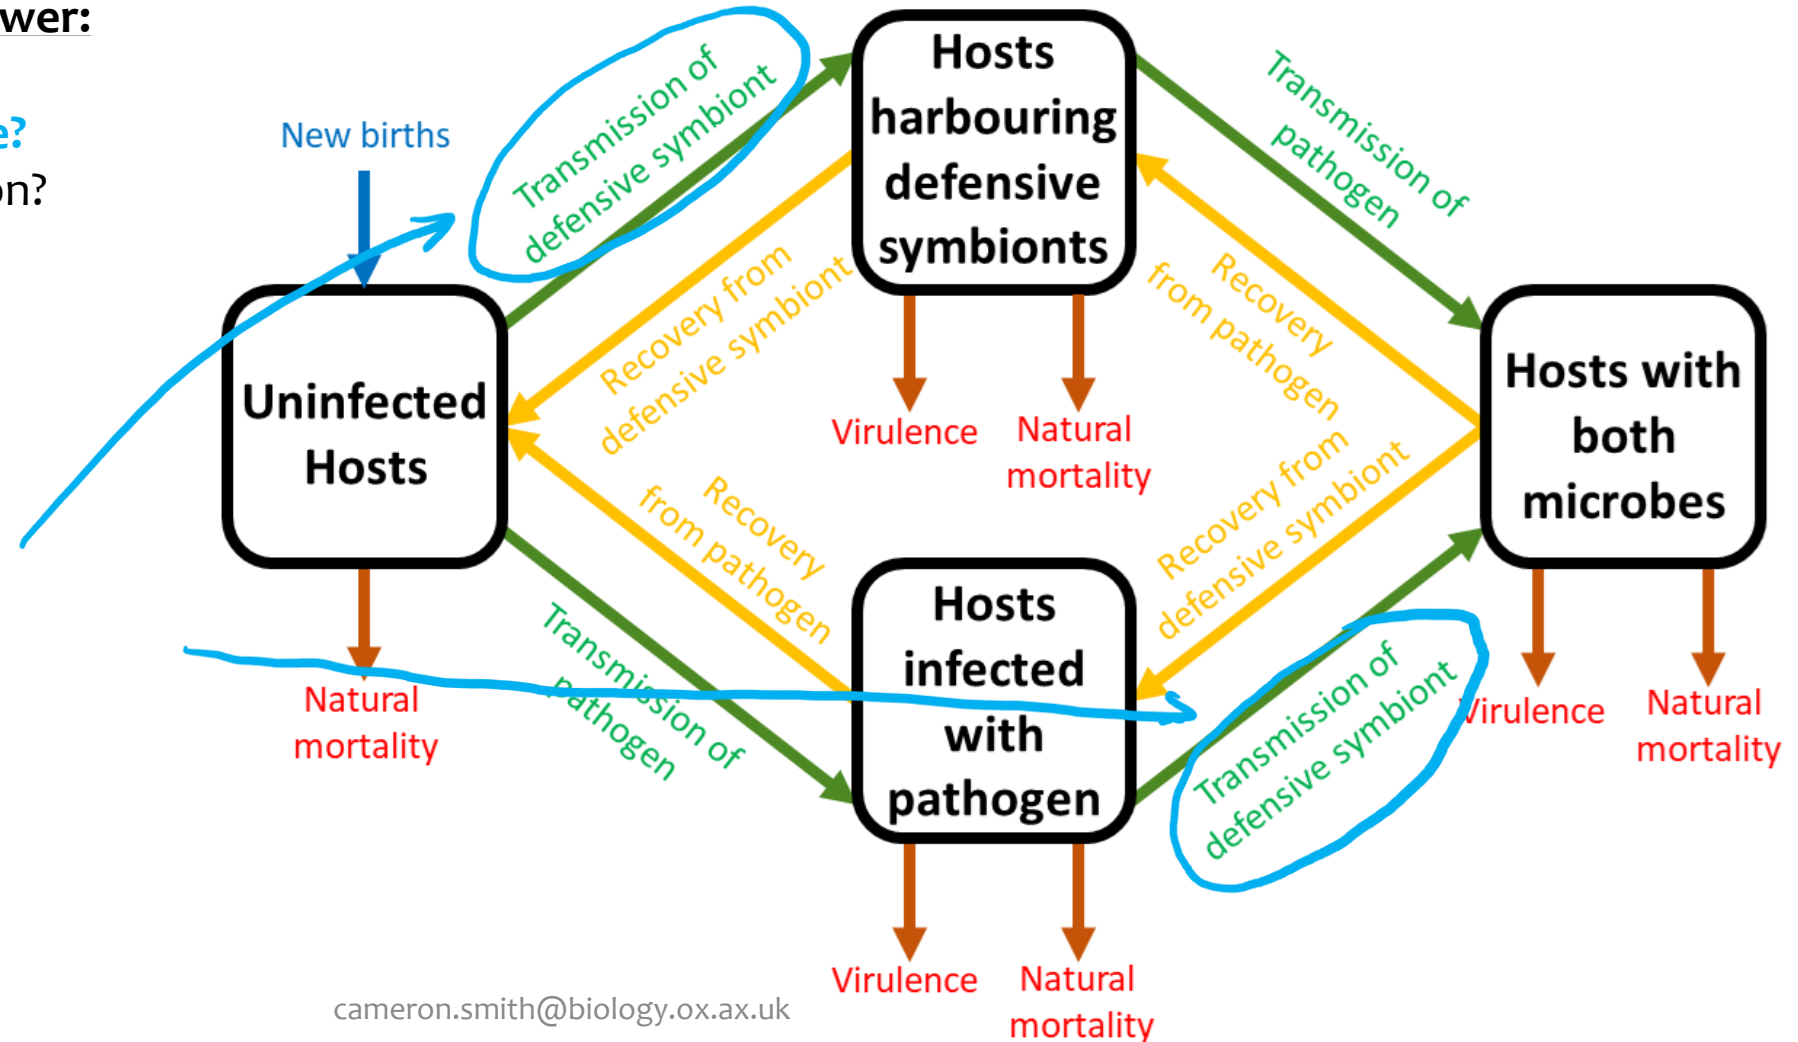 wer:
e?
on?
New births
Transmission of
defensive symbiont
Hosts
harbouring
defensive
symbionts
Transmission of
pathogen
Recovery from
defensive symbiont
Recovery
from pathogen
Virulence
Natural
mortality
Uninfected
Hosts
Hosts with
both
microbes
Recovery
from pathogen
Recovery from
defensive symbiont
Natural
mortality
Transmission of
pathogen
Hosts
infected
with
pathogen
Transmission of
defensive symbiont
Virulence
Natural
mortality
Virulence
Natural
mortality
cameron.smith@biology.ox.ax.uk